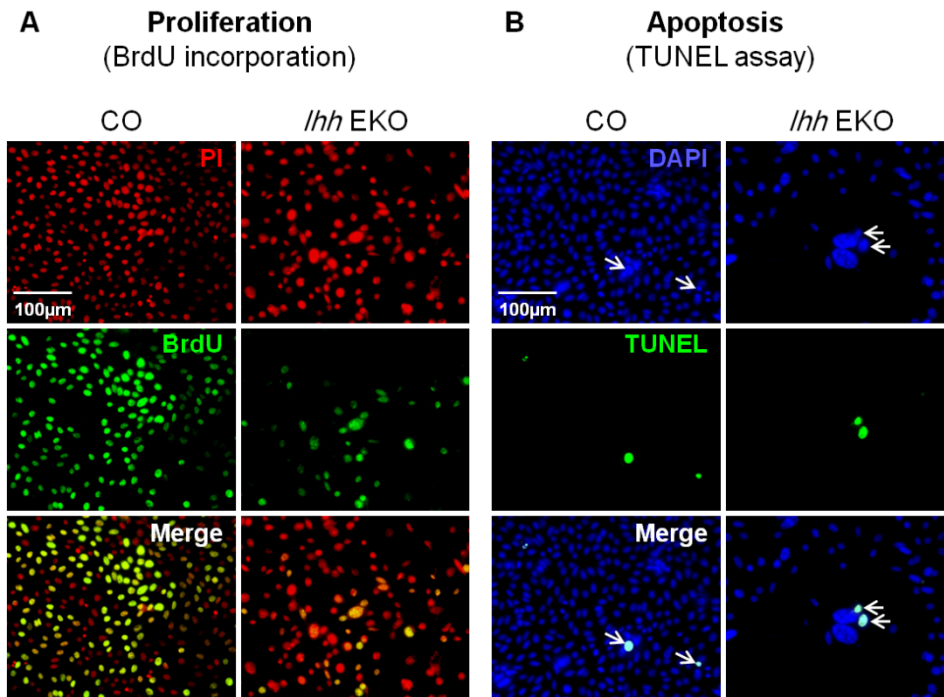 A Proliferation
(BrdU incorporation)
CO Ihh EKO
PI
100µm
BrdU
Merge
B Apoptosis
(TUNEL assay)
CO Ihh EKO
DAPI
100µm
TUNEL
Merge